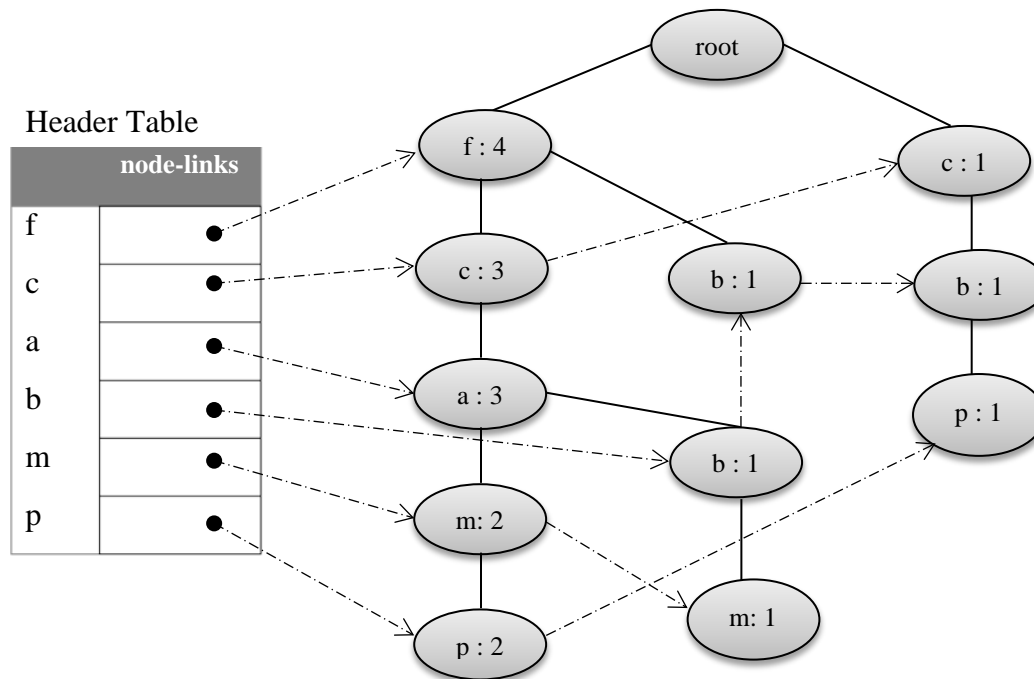 root
Header Table
node-links
f
c
a
b
m
p
f : 4
c : 1
c : 3
b : 1
b : 1
a : 3
p : 1
b : 1
m: 2
m: 1
p : 2